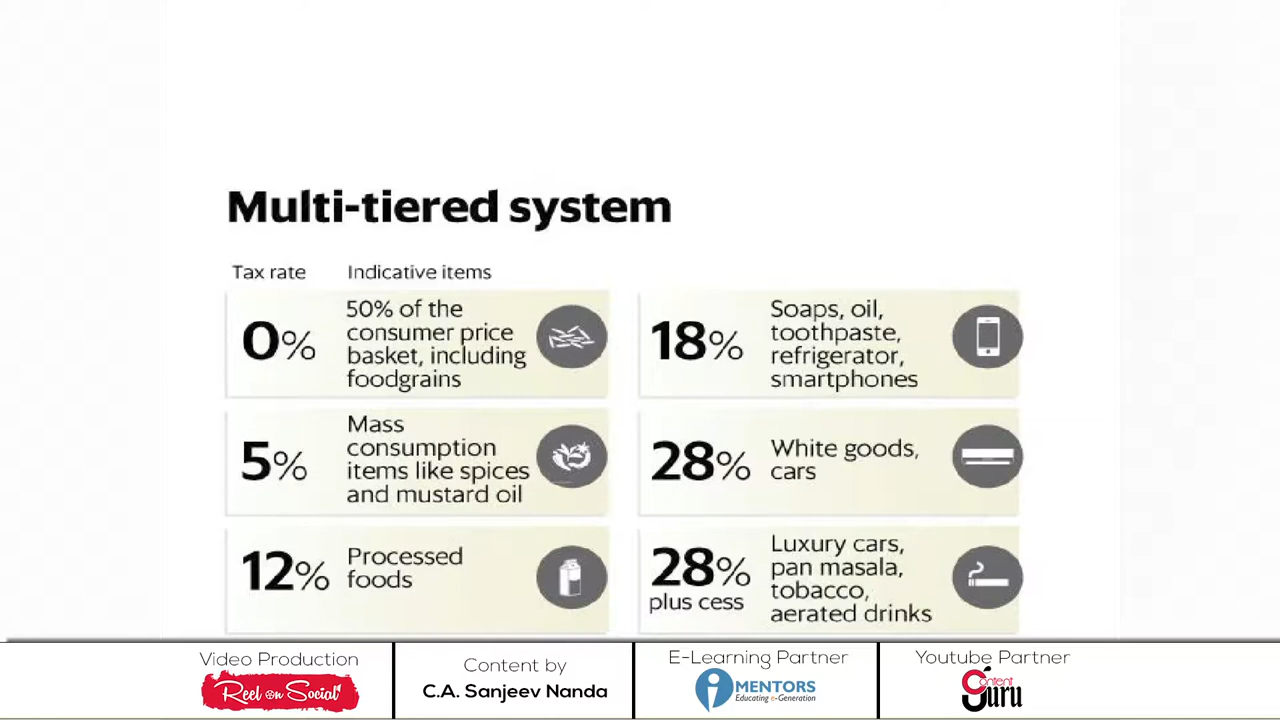 Multi-tiered system
Tax rate
Indicative items
0%
50% of the
consumer price
basket, including
foodgrains
5%
Mass
consumption
items like spices
and mustard oil
12%
Processed
foods
18%
Soaps, oil,
toothpaste,
refrigerator,
smartphones
28%
White goods,
cars
28%
plus cess
Luxury cars,
pan masala,
tobacco,
aerated drinks
Video Production
Reel on Social
Content by
C.A. Sanjeev Nanda
E-Learning Partner
iMENTORS
Educating e-Generation
Youtube Partner
Content
Guru